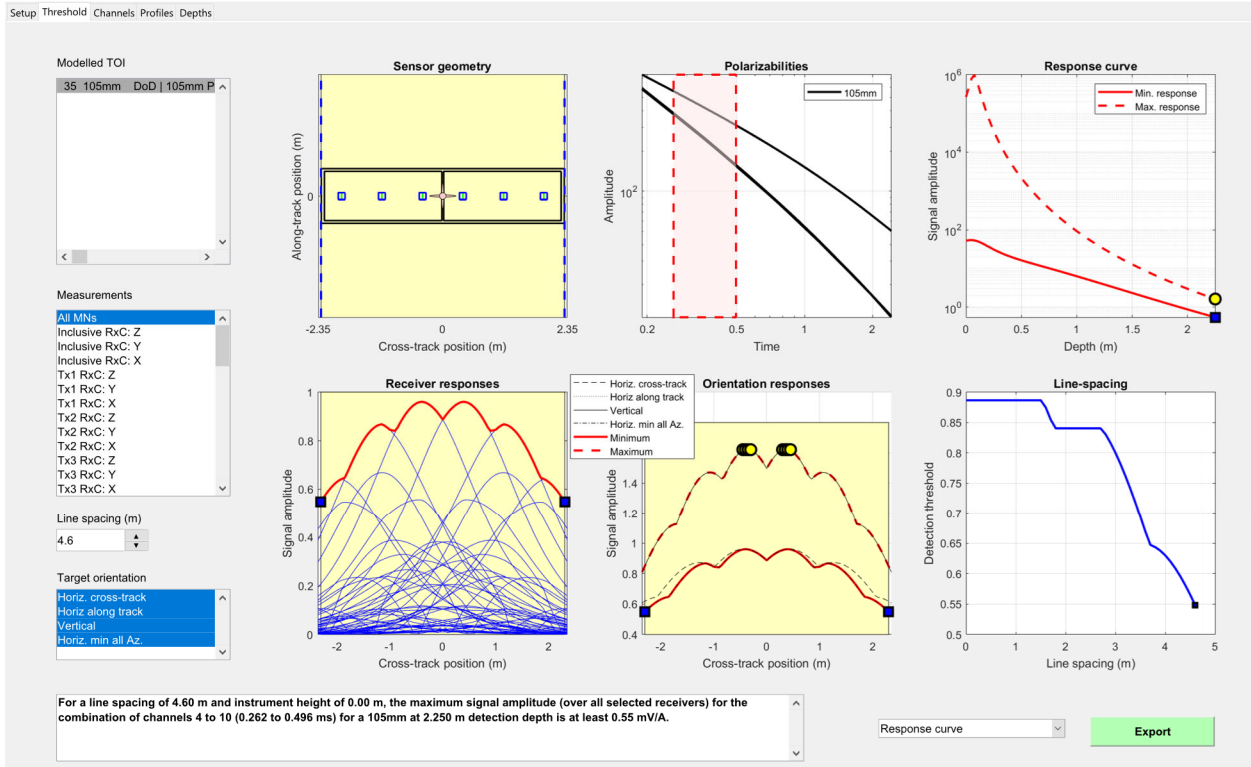 Setup Threshold Channels Profiles Depths
Modelled TOI
35 105mm DoD | 105mm P
Measurements
All MNs
Inclusive RxC: Z
Inclusive RxC: Y
Inclusive RxC: X
Tx1 RxC: Z
Tx1 RxC: Y
Tx1 RxC: X
Tx2 RxC: Z
Tx2 RxC: Y
Tx2 RxC: X
Tx3 RxC: Z
Tx3 RxC: Y
Tx3 RxC: X
Line spacing (m)
4.6
Target orientation
Horiz. cross-track
Horiz along track
Vertical
Horiz. min all Az.
Sensor geometry
Along-track position (m)
0
-2.35 0 2.35
Cross-track position (m)
Polarizabilities
105mm
Amplitude
10²
0.2 0.5 1 2
Time
Response curve
Min. response
Max. response
Signal amplitude
10⁶
10⁴
10²
10⁰
0 0.5 1 1.5 2
Depth (m)
Receiver responses
Signal amplitude
1
0.8
0.6
0.4
0.2
0
-2 -1 0 1 2
Cross-track position (m)
Horiz. cross-track
Horiz along track
Vertical
Horiz. min all Az.
Minimum
Maximum
Orientation responses
Signal amplitude
1.4
1.2
1
0.8
0.6
0.4
-2 -1 0 1 2
Cross-track position (m)
Line-spacing
Detection threshold
0.9
0.85
0.8
0.75
0.7
0.65
0.6
0.55
0.5
0 1 2 3 4 5
Line spacing (m)
For a line spacing of 4.60 m and instrument height of 0.00 m, the maximum signal amplitude (over all selected receivers) for the
combination of channels 4 to 10 (0.262 to 0.496 ms) for a 105mm at 2.250 m detection depth is at least 0.55 mV/A.
Response curve
Export